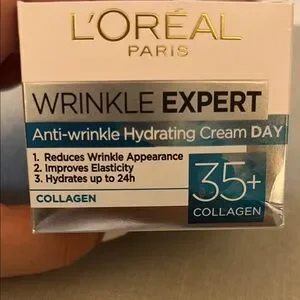 L'ORÉAL
PARIS
WRINKLE EXPERT
Anti-wrinkle Hydrating Cream DAY
1. Reduces Wrinkle Appearance
2. Improves Elasticity
3. Hydrates up to 24h
COLLAGEN
35+
COLLAGEN